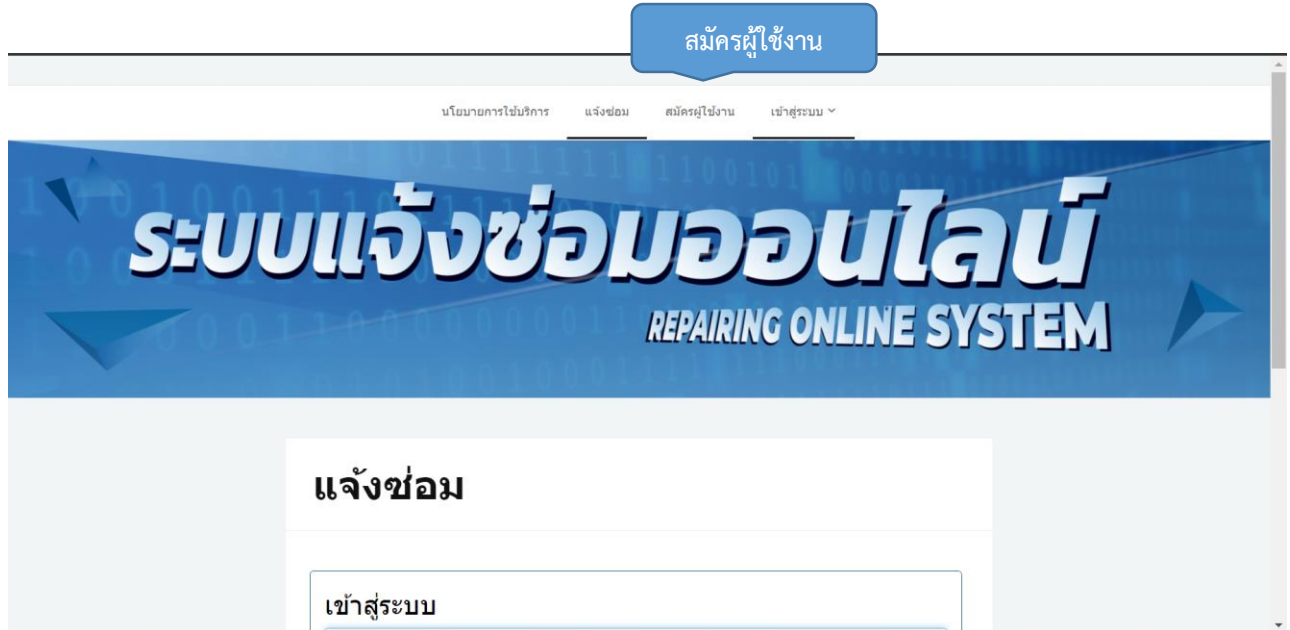 สมัครผู้ใช้งาน
นโยบายการใช้บริการ แจ้งซ่อม สมัครผู้ใช้งาน เข้าสู่ระบบ
ระบบแจ้งซ่อมออนไลน์
REPAIRING ONLINE SYSTEM
แจ้งซ่อม
เข้าสู่ระบบ